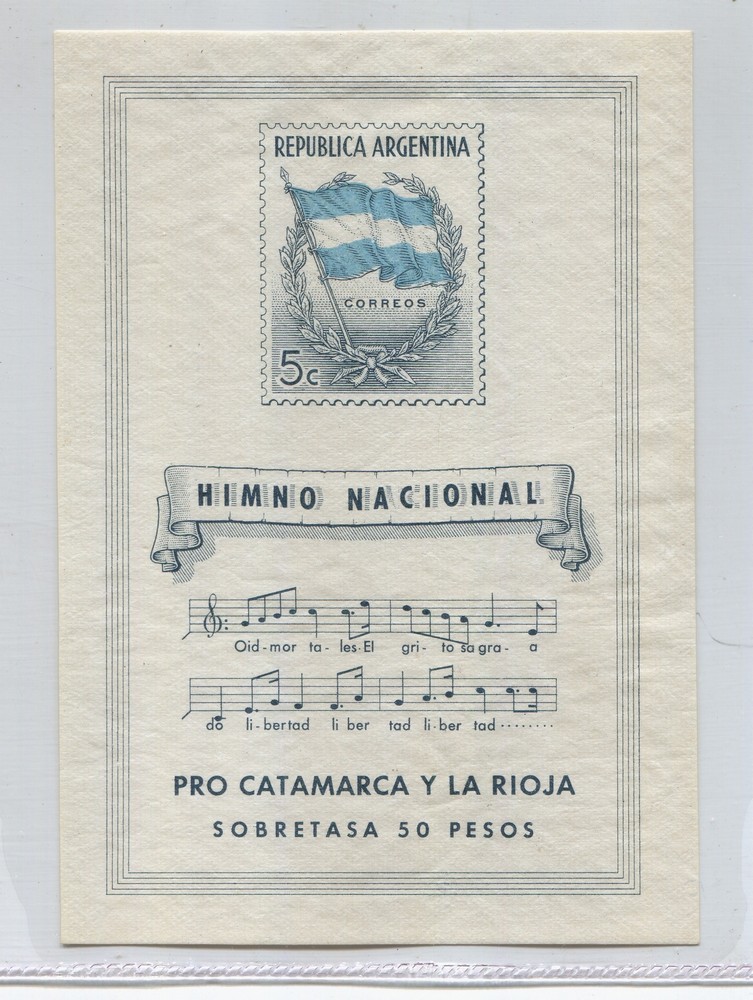 REPUBLICA ARGENTINA
CORREOS
5c
HIMNO NACIONAL
Oid-mor ta- les-El gri- to sa gra- a
do li-bertad li ber tad li-ber tad ········
PRO CATAMARCA Y LA RIOJA
SOBRETASA 50 PESOS